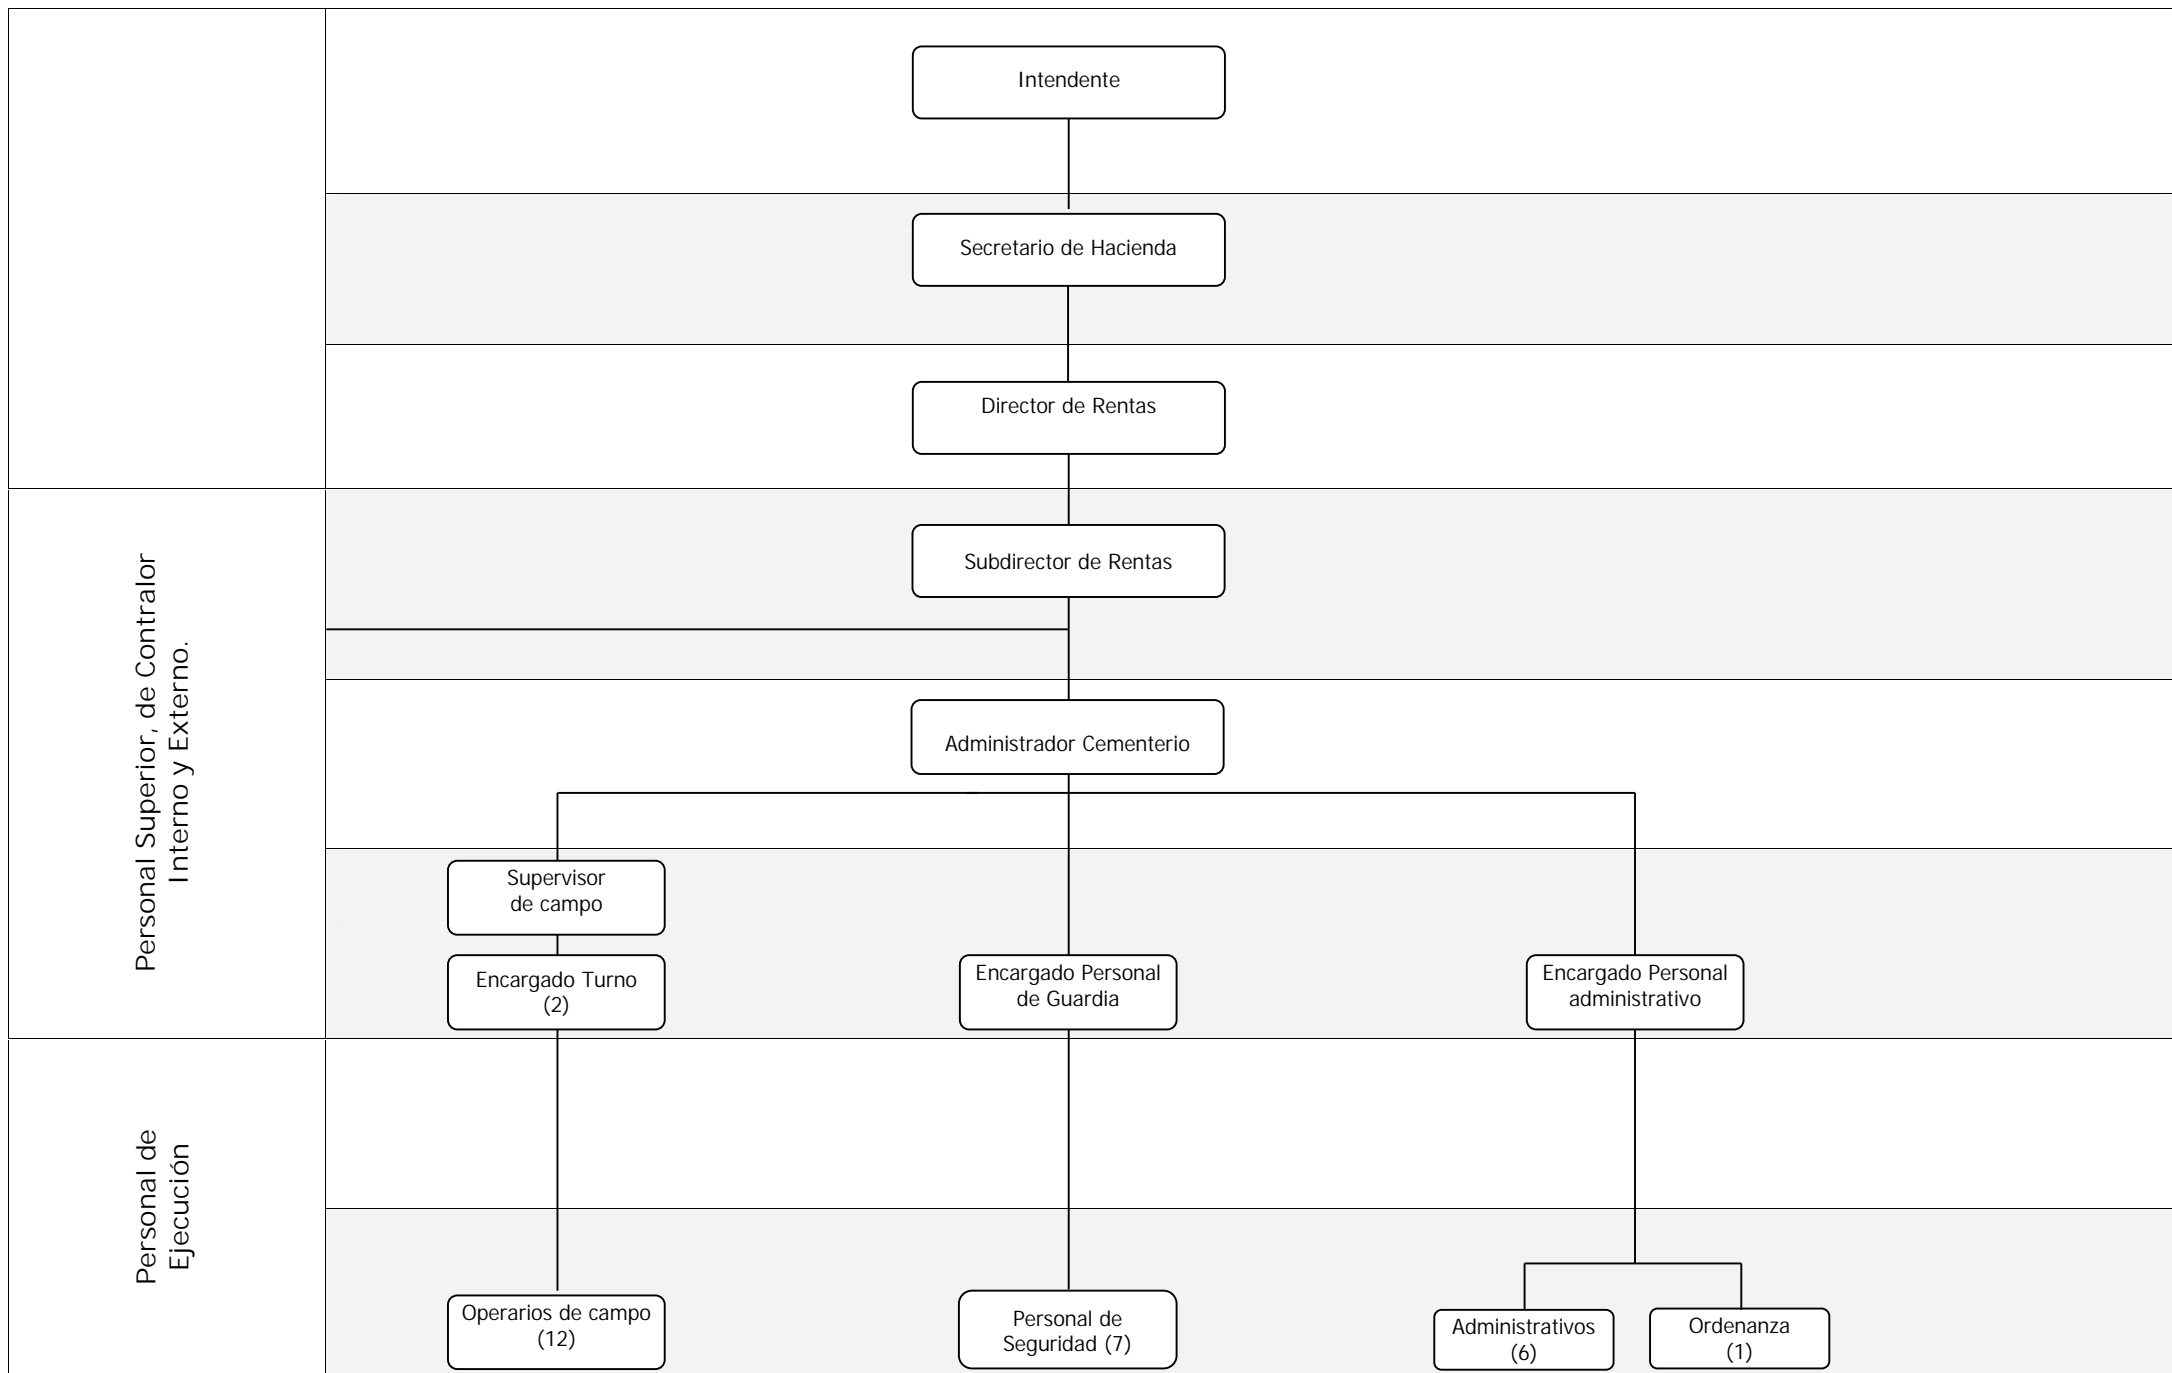 Intendente
Secretario de Hacienda
Director de Rentas
Personal Superior, de Contralor
Interno y Externo.
Subdirector de Rentas
Administrador Cementerio
Supervisor
de campo
Encargado Turno
(2)
Encargado Personal
de Guardia
Encargado Personal
administrativo
Personal de
Ejecución
Operarios de campo
(12)
Personal de
Seguridad (7)
Administrativos
(6)
Ordenanza
(1)